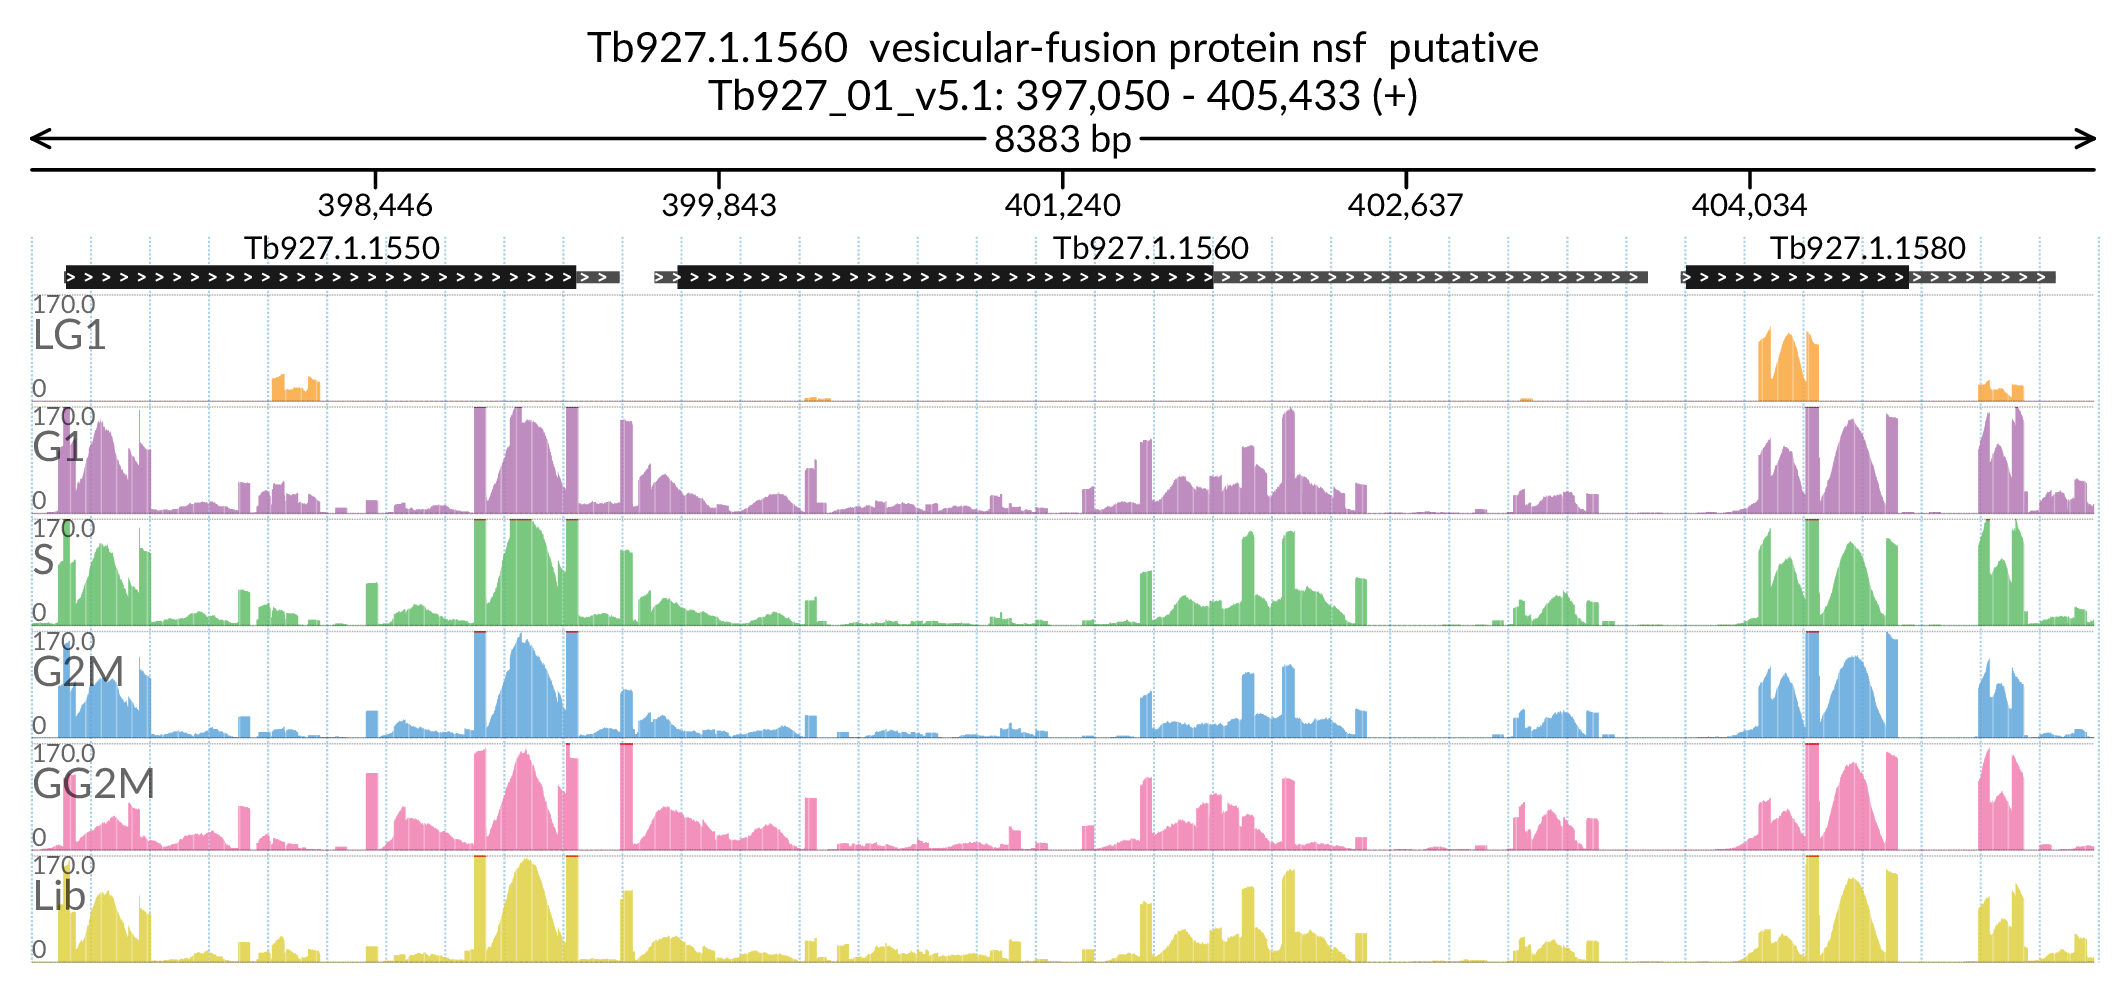 Tb927.1.1560 vesicular-fusion protein nsf putative
Tb927_01_v5.1: 397,050 - 405,433 (+)
8383 bp
398,446 399,843 401,240 402,637 404,034
Tb927.1.1550 Tb927.1.1560 Tb927.1.1580
170.0
LG1
0
170.0
G1
0
170.0
S
0
170.0
G2M
0
170.0
GG2M
0
170.0
Lib
0